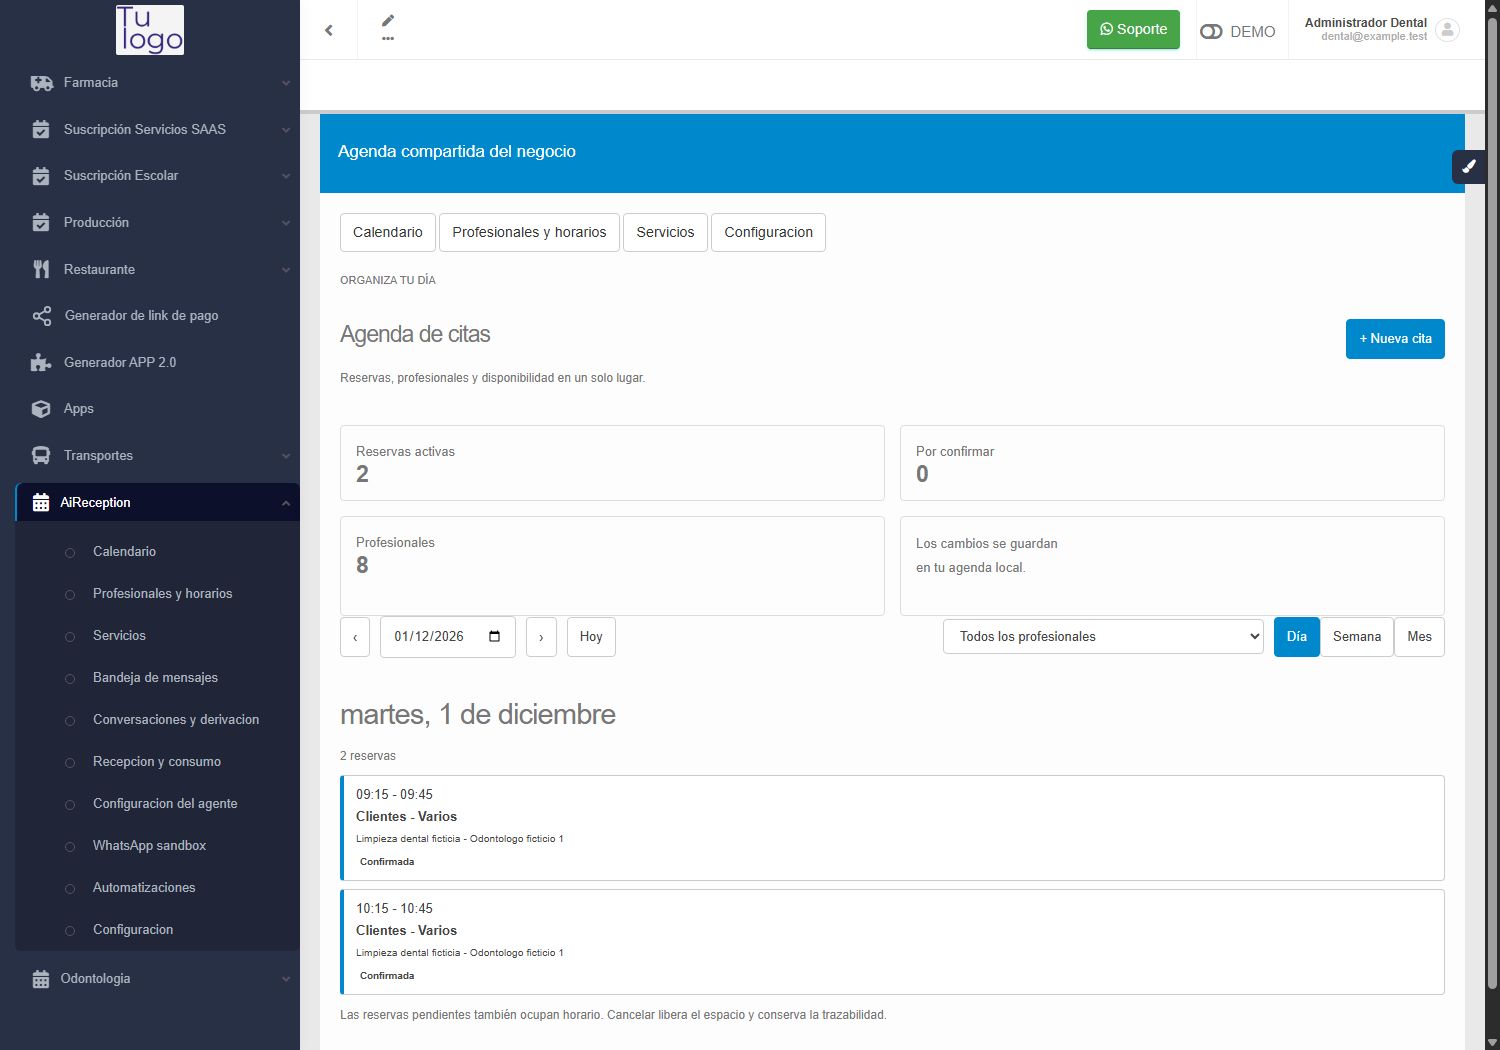 Tu
logo
Farmacia
Suscripción Servicios SAAS
Suscripción Escolar
Producción
Restaurante
Generador de link de pago
Generador APP 2.0
Apps
Transportes
AiReception
Calendario
Profesionales y horarios
Servicios
Bandeja de mensajes
Conversaciones y derivacion
Recepcion y consumo
Configuracion del agente
WhatsApp sandbox
Automatizaciones
Configuracion
Odontologia
Soporte
DEMO
Administrador Dental
dental@example.test
Agenda compartida del negocio
Calendario
Profesionales y horarios
Servicios
Configuracion
ORGANIZA TU DÍA
Agenda de citas
+ Nueva cita
Reservas, profesionales y disponibilidad en un solo lugar.
Reservas activas
2
Por confirmar
0
Profesionales
8
Los cambios se guardan
en tu agenda local.
‹
01/12/2026
›
Hoy
Todos los profesionales
Día
Semana
Mes
martes, 1 de diciembre
2 reservas
09:15 - 09:45
Clientes - Varios
Limpieza dental ficticia - Odontologo ficticio 1
Confirmada
10:15 - 10:45
Clientes - Varios
Limpieza dental ficticia - Odontologo ficticio 1
Confirmada
Las reservas pendientes también ocupan horario. Cancelar libera el espacio y conserva la trazabilidad.